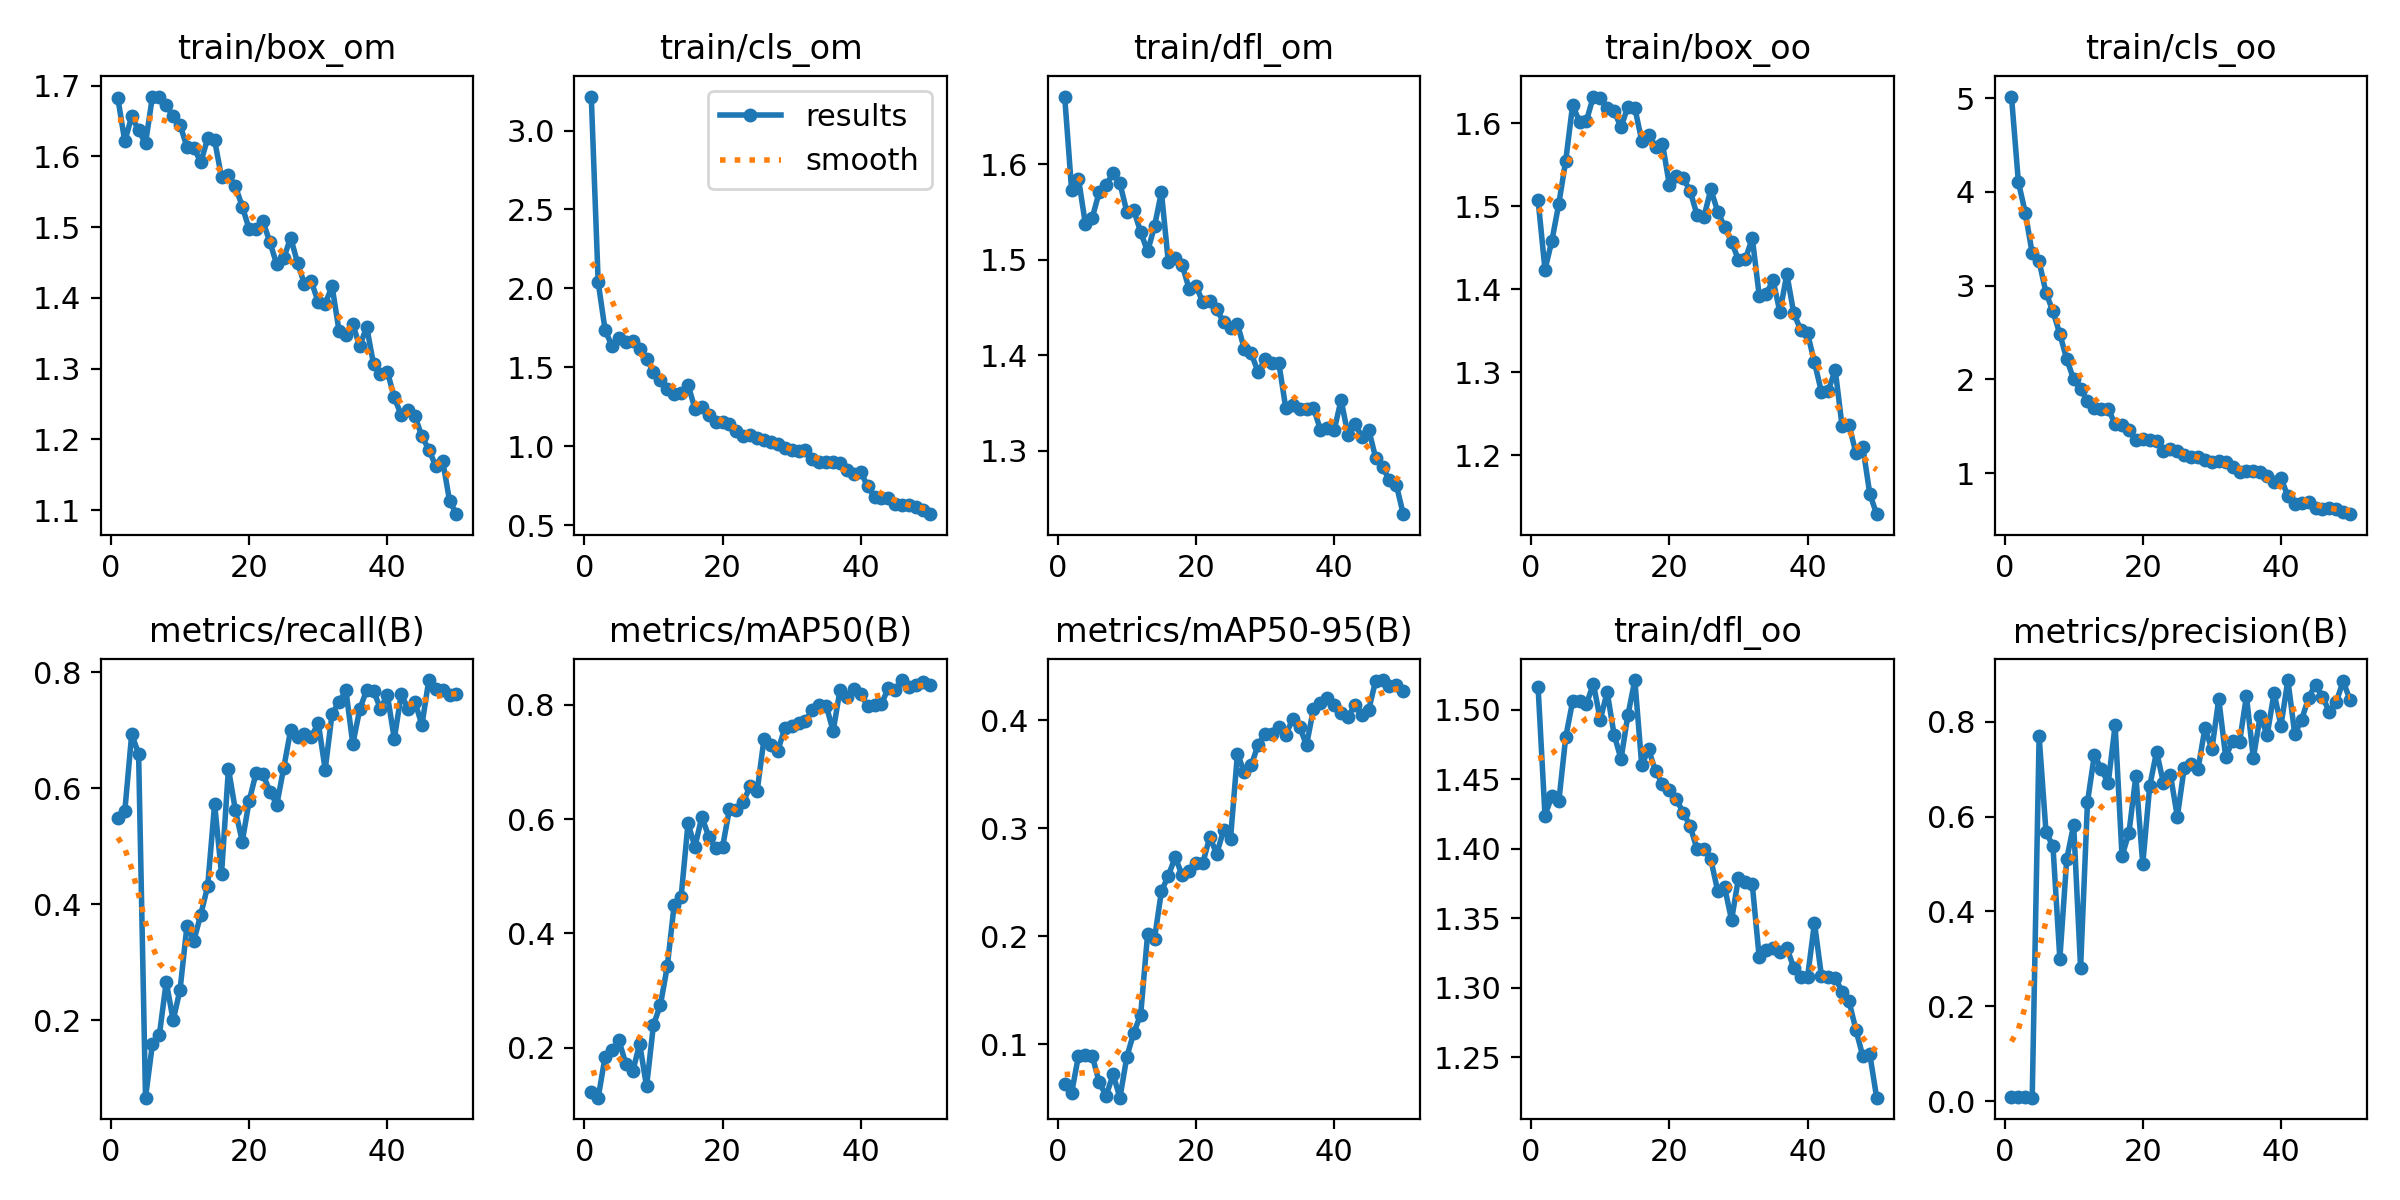 train/box_om
train/cls_om
train/dfl_om
train/box_oo
train/cls_oo
1.7
1.6
1.5
1.4
1.3
1.2
1.1
0 20 40
3.0
2.5
2.0
1.5
1.0
0.5
0 20 40
results
smooth
1.6
1.5
1.4
1.3
0 20 40
1.6
1.5
1.4
1.3
1.2
0 20 40
5
4
3
2
1
0 20 40
metrics/recall(B)
metrics/mAP50(B)
metrics/mAP50-95(B)
train/dfl_oo
metrics/precision(B)
0.8
0.6
0.4
0.2
0 20 40
0.8
0.6
0.4
0.2
0 20 40
0.4
0.3
0.2
0.1
0 20 40
1.50
1.45
1.40
1.35
1.30
1.25
0 20 40
0.8
0.6
0.4
0.2
0.0
0 20 40